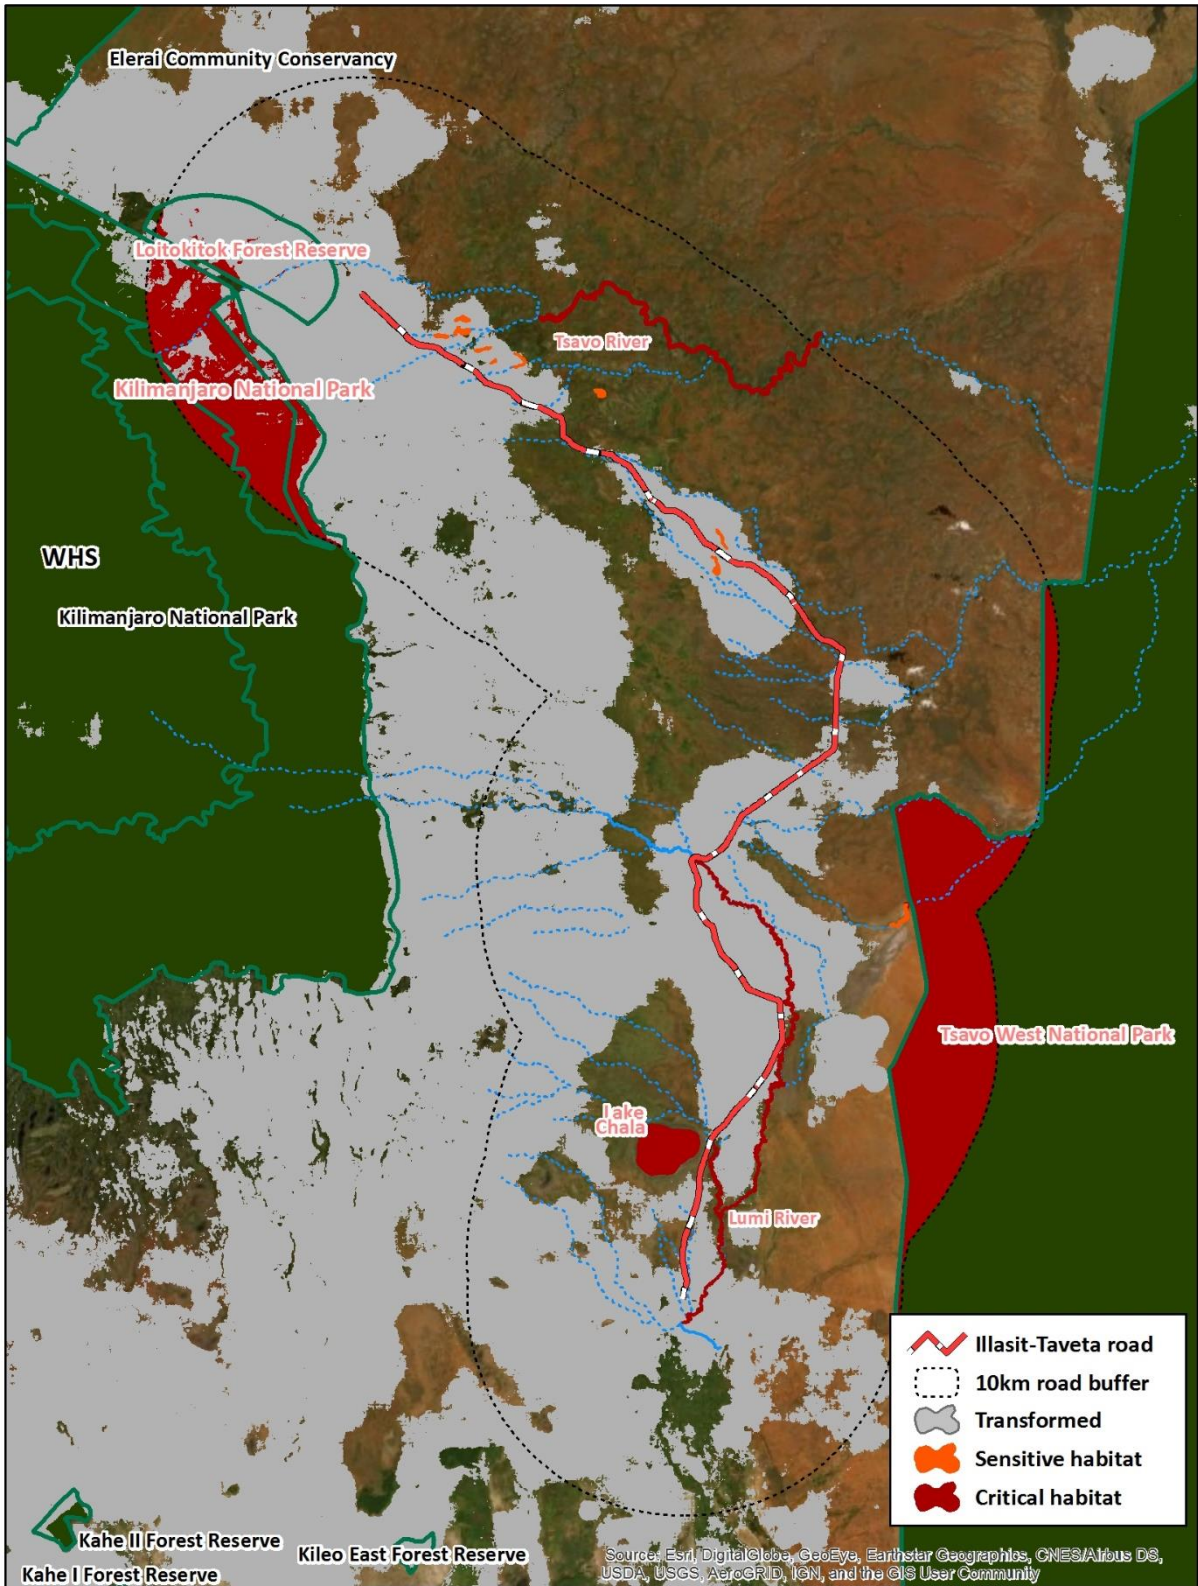 Elerai Community Conservancy
Loitokitok Forest Reserve
Tsavo River
Kilimanjaro National Park
WHS
Kilimanjaro National Park
Tsavo West National Park
Lake
Chala
Lumi River
Illasit-Taveta road
10km road buffer
Transformed
Sensitive habitat
Critical habitat
Kahe II Forest Reserve
Kileo East Forest Reserve
Kahe I Forest Reserve
Source: Esri, DigitalGlobe, GeoEye, Earthstar Geographics, CNES/Airbus DS,
USDA, USGS, AeroGRID, IGN, and the GIS User Community